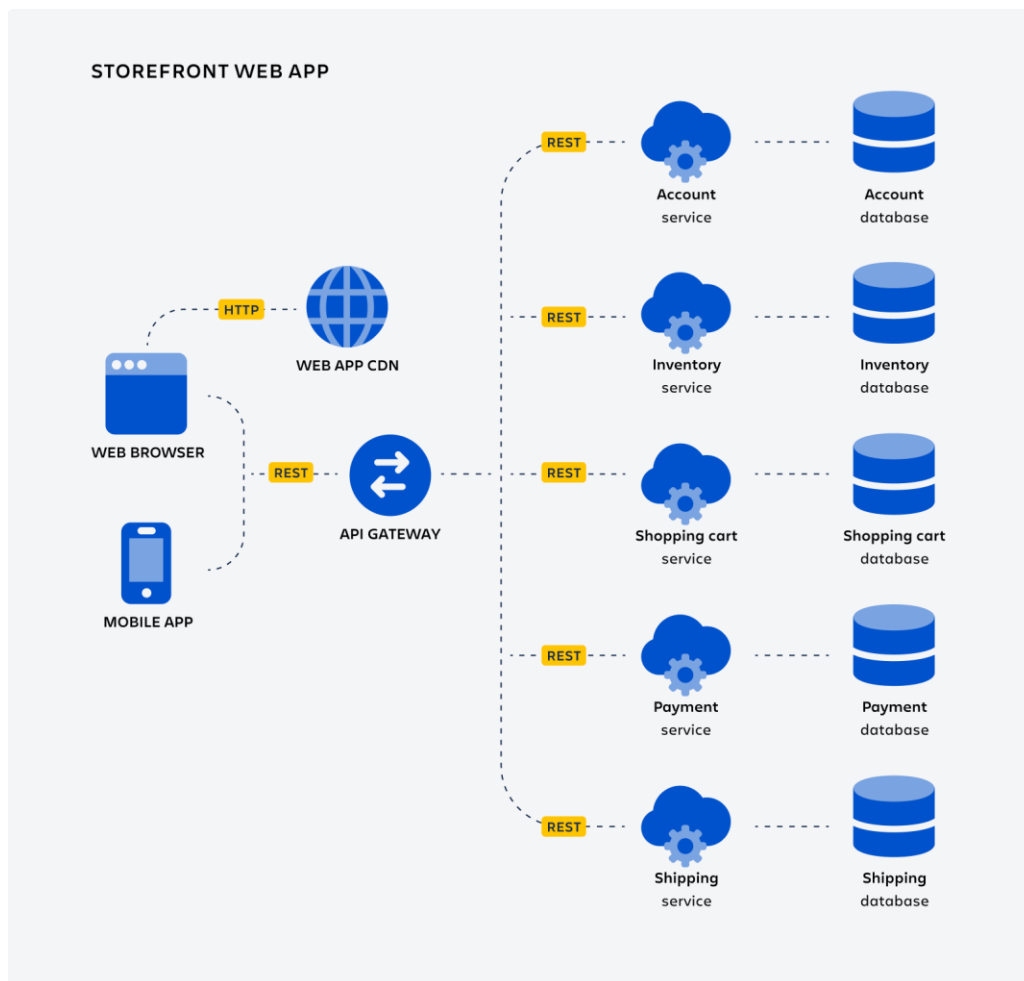 STOREFRONT WEB APP
REST
Account
service
Account
database
HTTP
WEB APP CDN
REST
Inventory
service
Inventory
database
WEB BROWSER
REST
API GATEWAY
REST
Shopping cart
service
Shopping cart
database
MOBILE APP
REST
Payment
service
Payment
database
REST
Shipping
service
Shipping
database